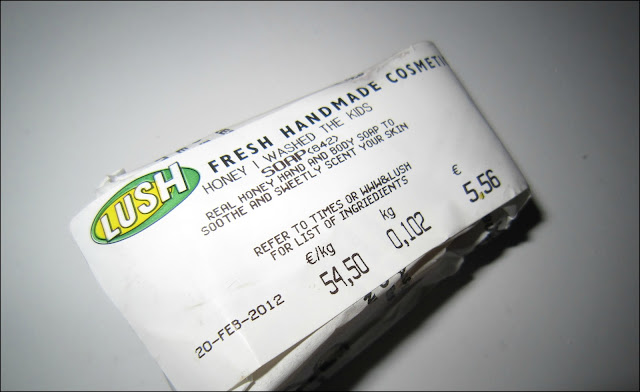 FRESH HANDMADE COSMETI
LUSH
HONEY I WASHED THE KIDS
SOAP(642)
REAL HONEY HAND AND BODY SOAP TO
SOOTHE AND SWEETLY SCENT YOUR SKIN
REFER TO TIMES OR WWW&LUSH
FOR LIST OF INGREDIENTS
€/kg kg €
54,50 0,102 5,56
20-FEB-2012